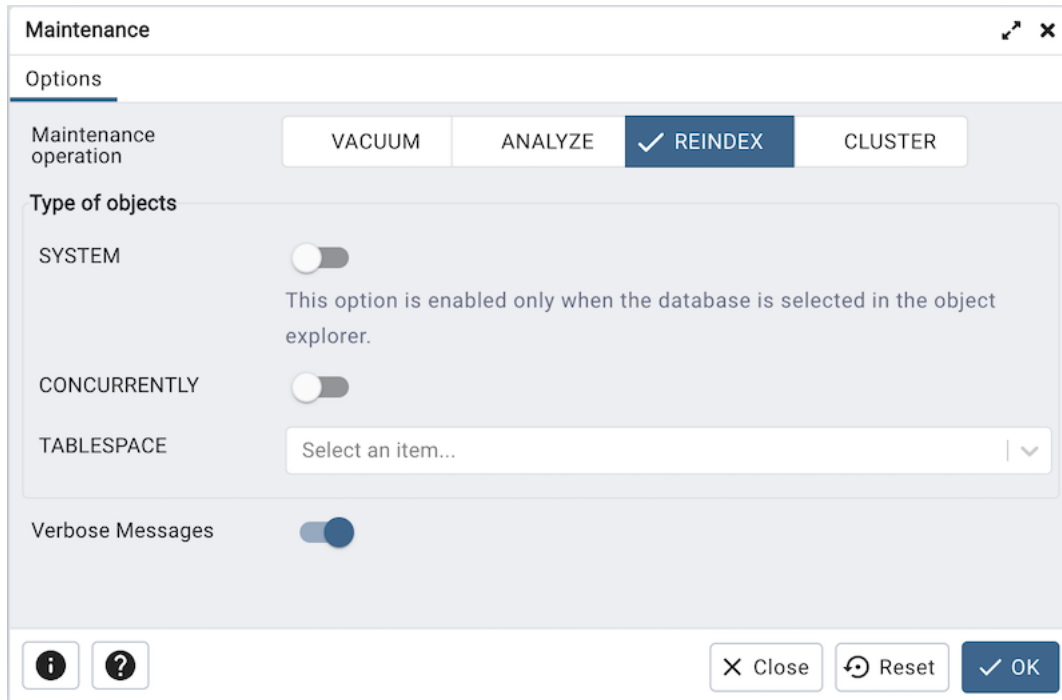 Maintenance
Options
Maintenance
operation
VACUUM ANALYZE REINDEX CLUSTER
Type of objects
SYSTEM
This option is enabled only when the database is selected in the object
explorer.
CONCURRENTLY
TABLESPACE Select an item...
Verbose Messages
Close Reset OK